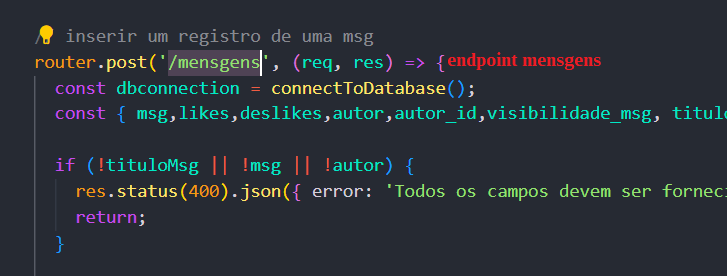 // inserir um registro de uma msg
router.post('/mensgens', (req, res) => { endpoint mensgens
const dbconnection = connectToDatabase();
const { msg,likes,deslikes,autor,autor_id,visibilidade_msg, titulo
if (!tituloMsg || !msg || !autor) {
res.status(400).json({ error: 'Todos os campos devem ser forneci
return;
}